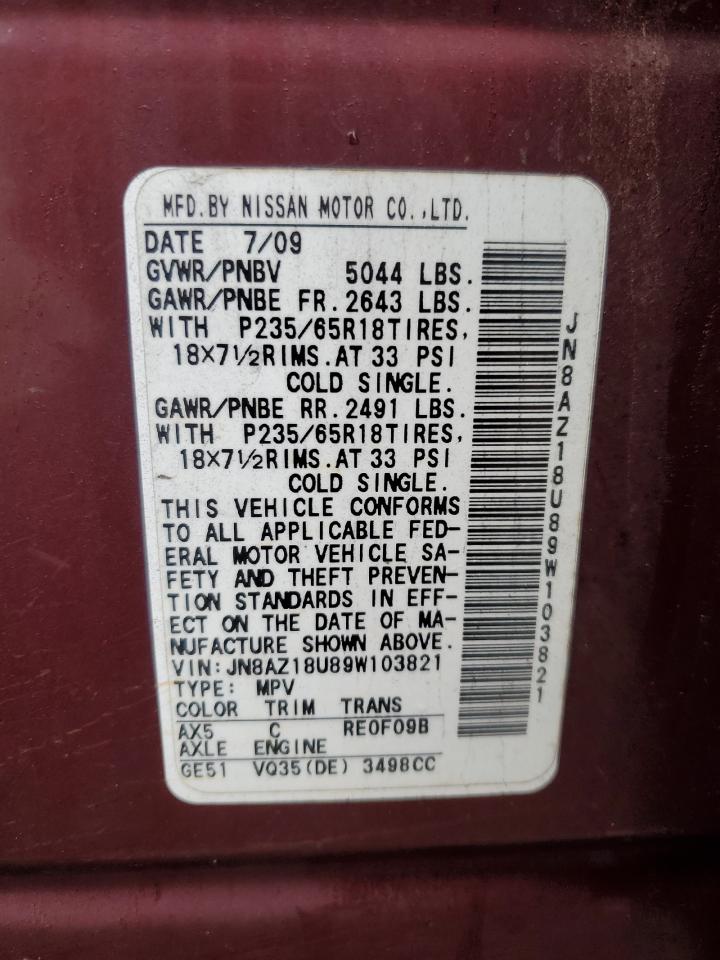 MFD.BY NISSAN MOTOR CO.,LTD.
DATE 7/09
GVWR/PNBV 5044 LBS.
GAWR/PNBE FR.2643 LBS.
WITH P235/65R18TIRES,
18X7½RIMS.AT 33 PSI
COLD SINGLE.
GAWR/PNBE RR.2491 LBS.
WITH P235/65R18TIRES,
18X7½RIMS.AT 33 PSI
COLD SINGLE.
THIS VEHICLE CONFORMS
TO ALL APPLICABLE FED-
ERAL MOTOR VEHICLE SA-
FETY AND THEFT PREVEN-
TION STANDARDS IN EFF-
ECT ON THE DATE OF MA-
NUFACTURE SHOWN ABOVE.
VIN:JN8AZ18U89W103821
TYPE: MPV
COLOR TRIM TRANS
AX5 C RE0F09B
AXLE ENGINE
GE51 VQ35(DE) 3498CC
JN8AZ18U89W103821